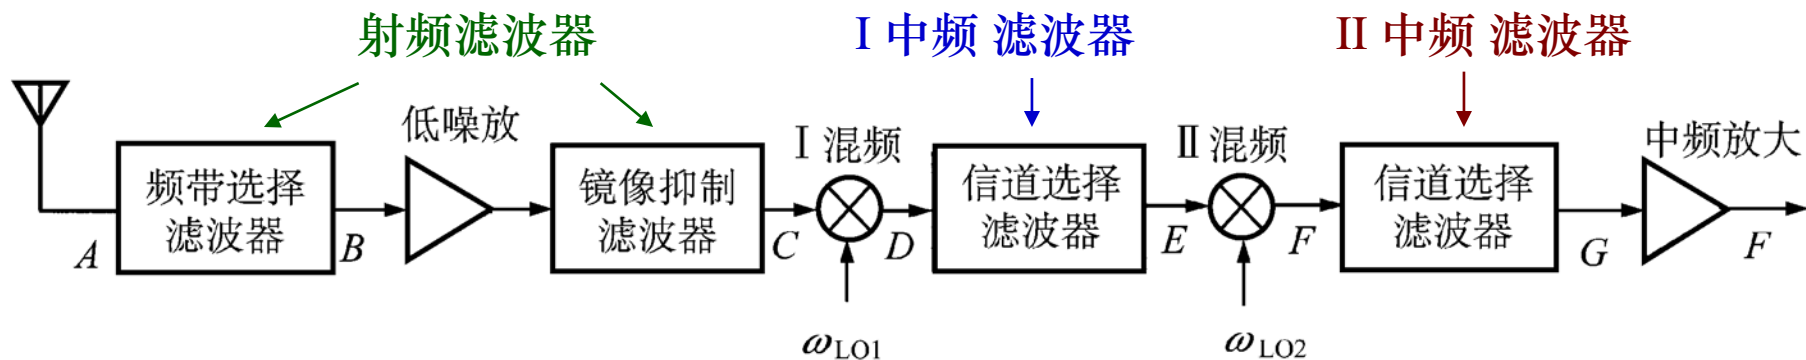 射频滤波器
I 中频 滤波器
II 中频 滤波器
低噪放
I 混频
II 混频
中频放大
频带选择
滤波器
镜像抑制
滤波器
信道选择
滤波器
信道选择
滤波器
A
B
C
D
E
F
G
F
ω_LO1
ω_LO2